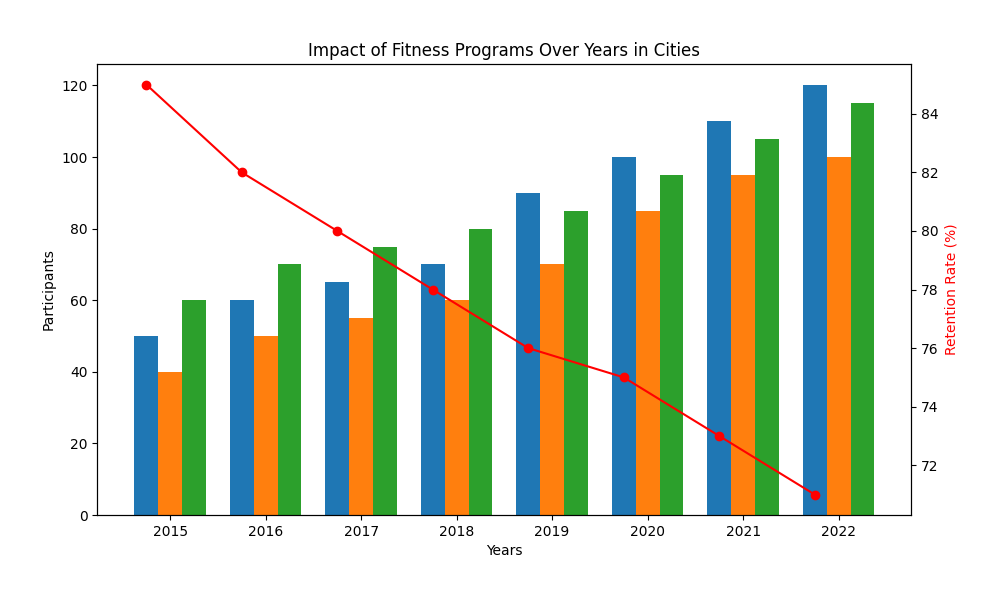 Impact of Fitness Programs Over Years in Cities
Participants
120
100
80
60
40
20
0
84
82
80
78
76
74
72
Retention Rate (%)
2015 2016 2017 2018 2019 2020 2021 2022
Years